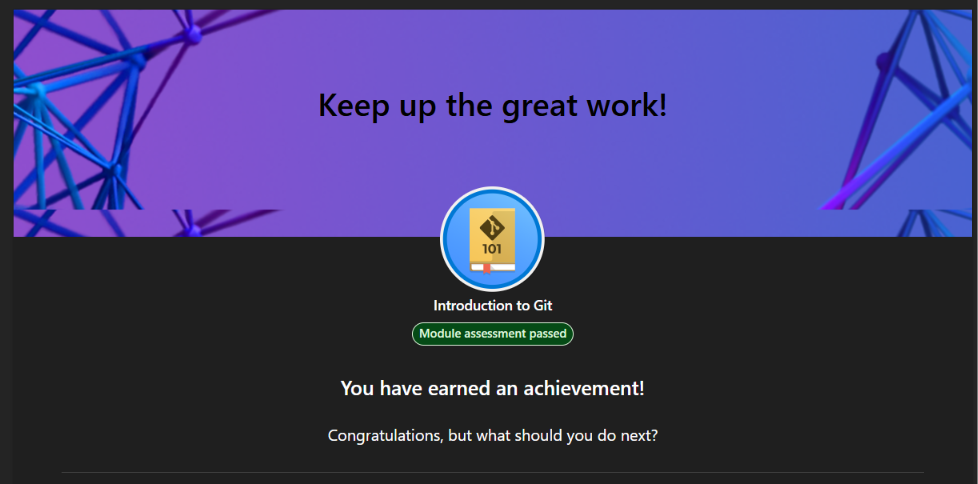 Keep up the great work!
101
Introduction to Git
Module assessment passed
You have earned an achievement!
Congratulations, but what should you do next?